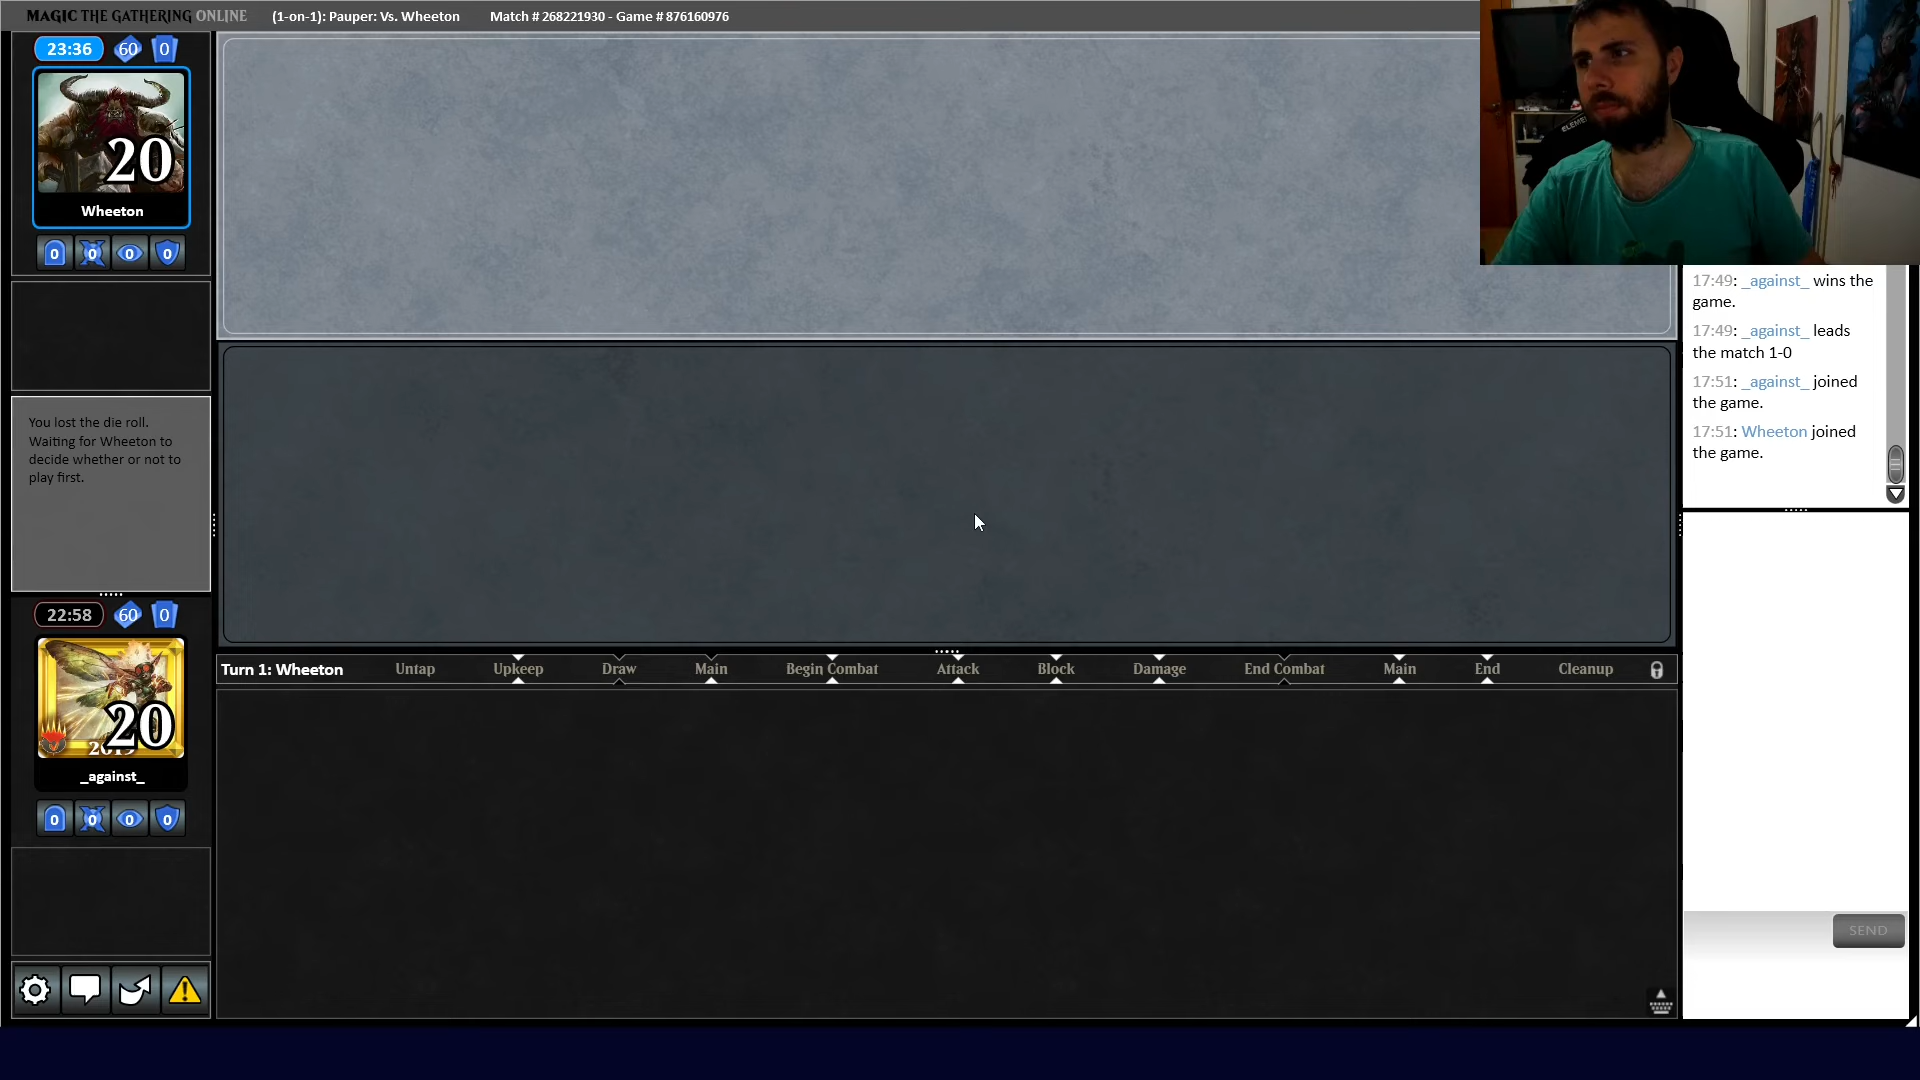 MAGIC THE GATHERING ONLINE
(1-on-1): Pauper: Vs. Wheeton
Match # 268221930 - Game # 876160976
23:36
60
0
20
Wheeton
0
0
0
0
You lost the die roll.
Waiting for Wheeton to
decide whether or not to
play first.
22:58
60
0
20
_against_
0
0
0
0
17:49: _against_ wins the
game.
17:49: _against_ leads
the match 1-0
17:51: _against_ joined
the game.
17:51: Wheeton joined
the game.
Turn 1: Wheeton
Untap
Upkeep
Draw
Main
Begin Combat
Attack
Block
Damage
End Combat
Main
End
Cleanup
SEND